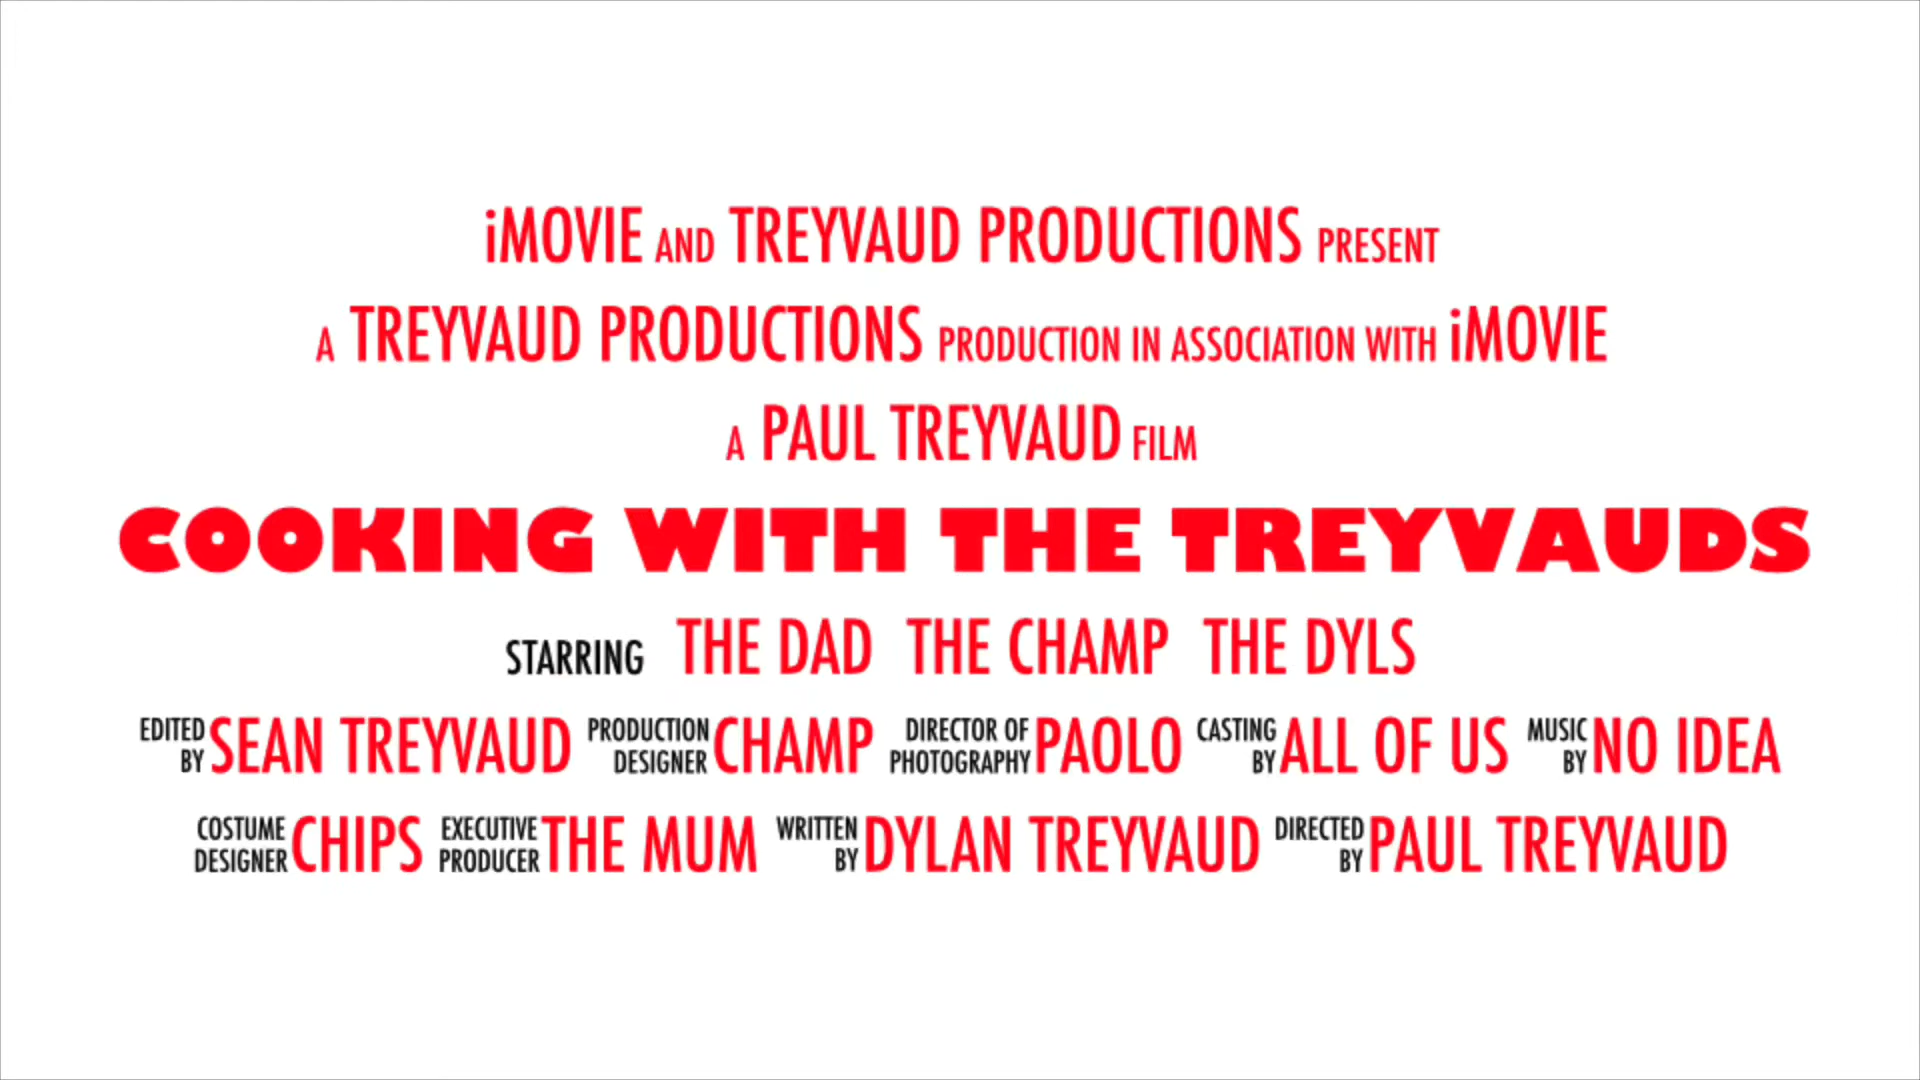 iMOVIE AND TREYVAUD PRODUCTIONS PRESENT
A TREYVAUD PRODUCTIONS PRODUCTION IN ASSOCIATION WITH iMOVIE
A PAUL TREYVAUD FILM
COOKING WITH THE TREYVAUDS
STARRING THE DAD THE CHAMP THE DYLS
EDITED BY SEAN TREYVAUD PRODUCTION DESIGNER CHAMP DIRECTOR OF PHOTOGRAPHY PAOLO CASTING BY ALL OF US MUSIC BY NO IDEA
COSTUME DESIGNER CHIPS EXECUTIVE PRODUCER THE MUM WRITTEN BY DYLAN TREYVAUD DIRECTED BY PAUL TREYVAUD